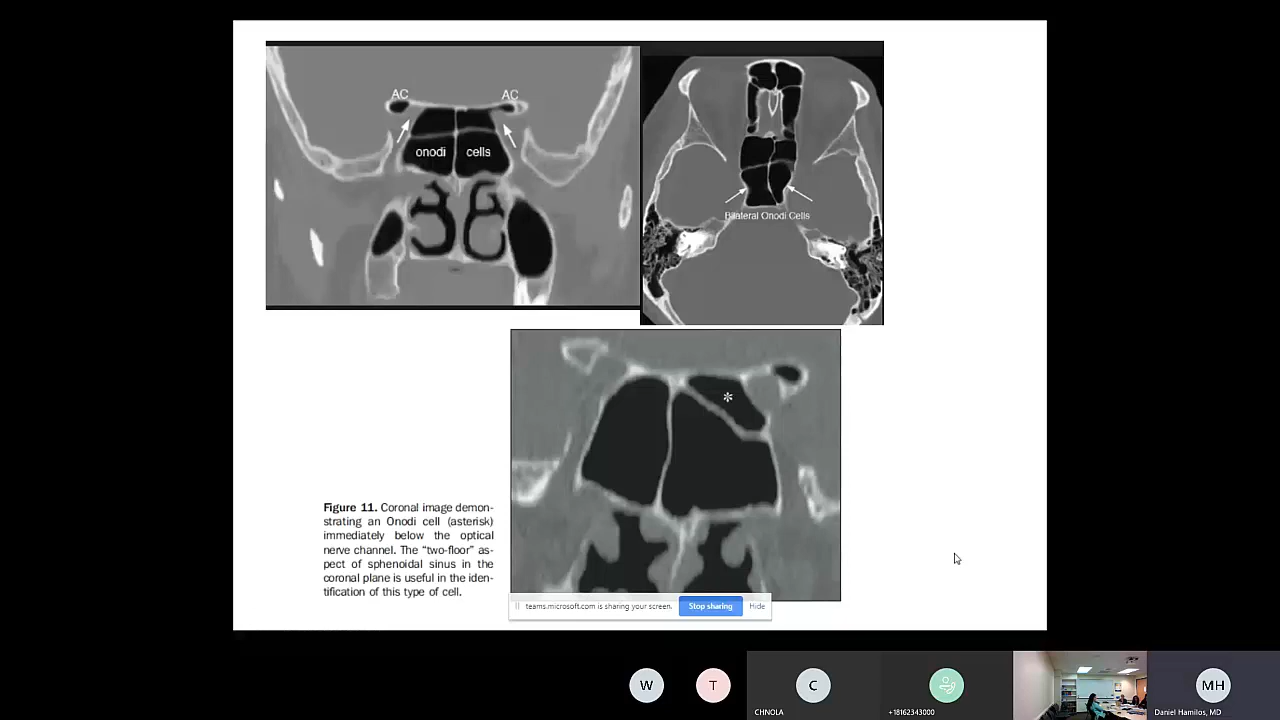 AC
AC
onodi
cells
Bilateral Onodi Cells
*
Figure 11. Coronal image demon-
strating an Onodi cell (asterisk)
immediately below the optical
nerve channel. The “two-floor” as-
pect of sphenoidal sinus in the
coronal plane is useful in the iden-
tification of this type of cell.
teams.microsoft.com is sharing your screen.
Stop sharing
Hide
W
T
C
MH
CHNOLA
+18162343000
Daniel Hamilos, MD